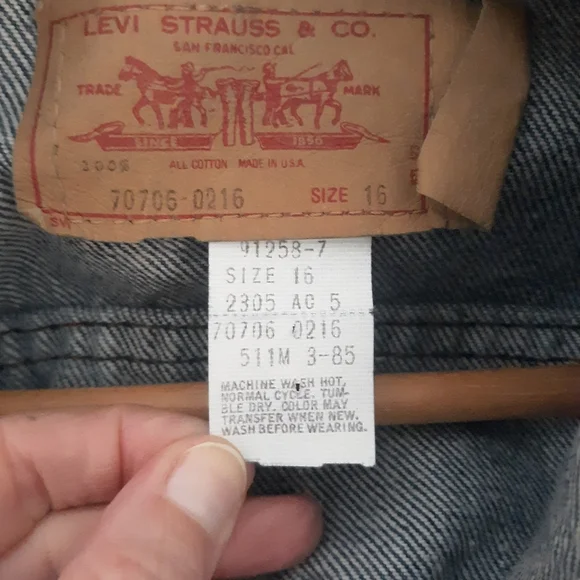 LEVI STRAUSS & CO.
SAN FRANCISCO CAL
TRADE MARK
SINCE 1850
100% ALL COTTON MADE IN U.S.A.
70706-0216 SIZE 16
91258-7
SIZE 16
2305 AC 5
70706 0216
511M 3-85
MACHINE WASH HOT,
NORMAL CYCLE. TUM-
BLE DRY. COLOR MAY
TRANSFER WHEN NEW.
WASH BEFORE WEARING.